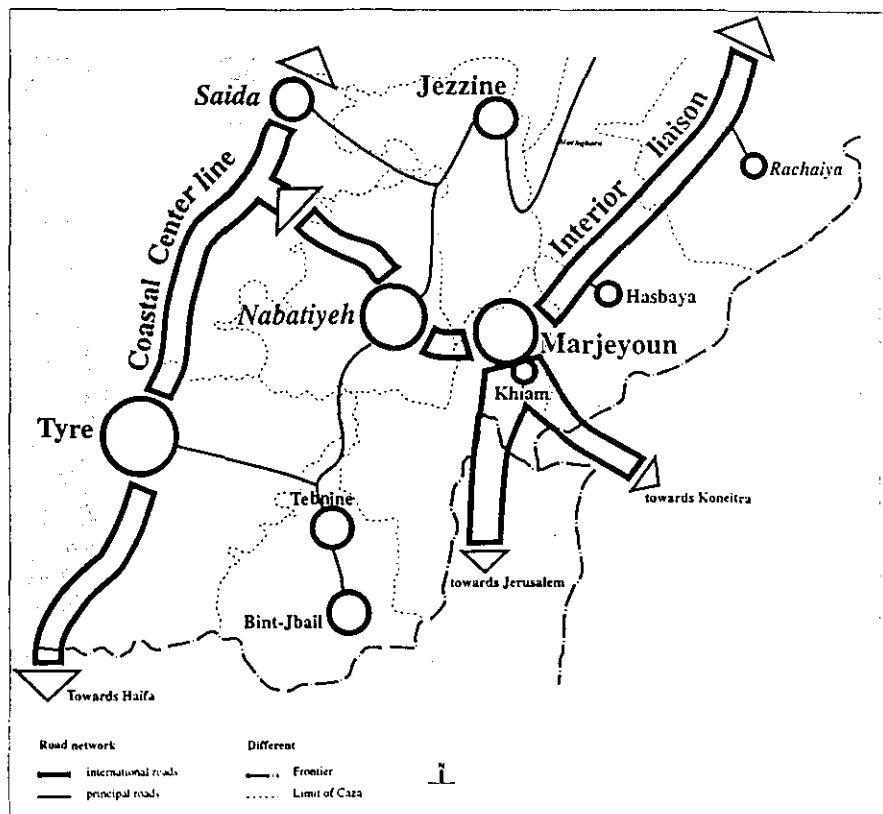 Saida
Jezzine
Machghara
Rachaiya
Coastal Center line
Interior liaison
Hasbaya
Nabatiyeh
Marjeyoun
Khiam
Tyre
Tebnine
towards Koneitra
towards Jerusalem
Bint-Jbail
Towards Haifa
Road network
international roads
principal roads
Different
Frontier
Limit of Caza
N